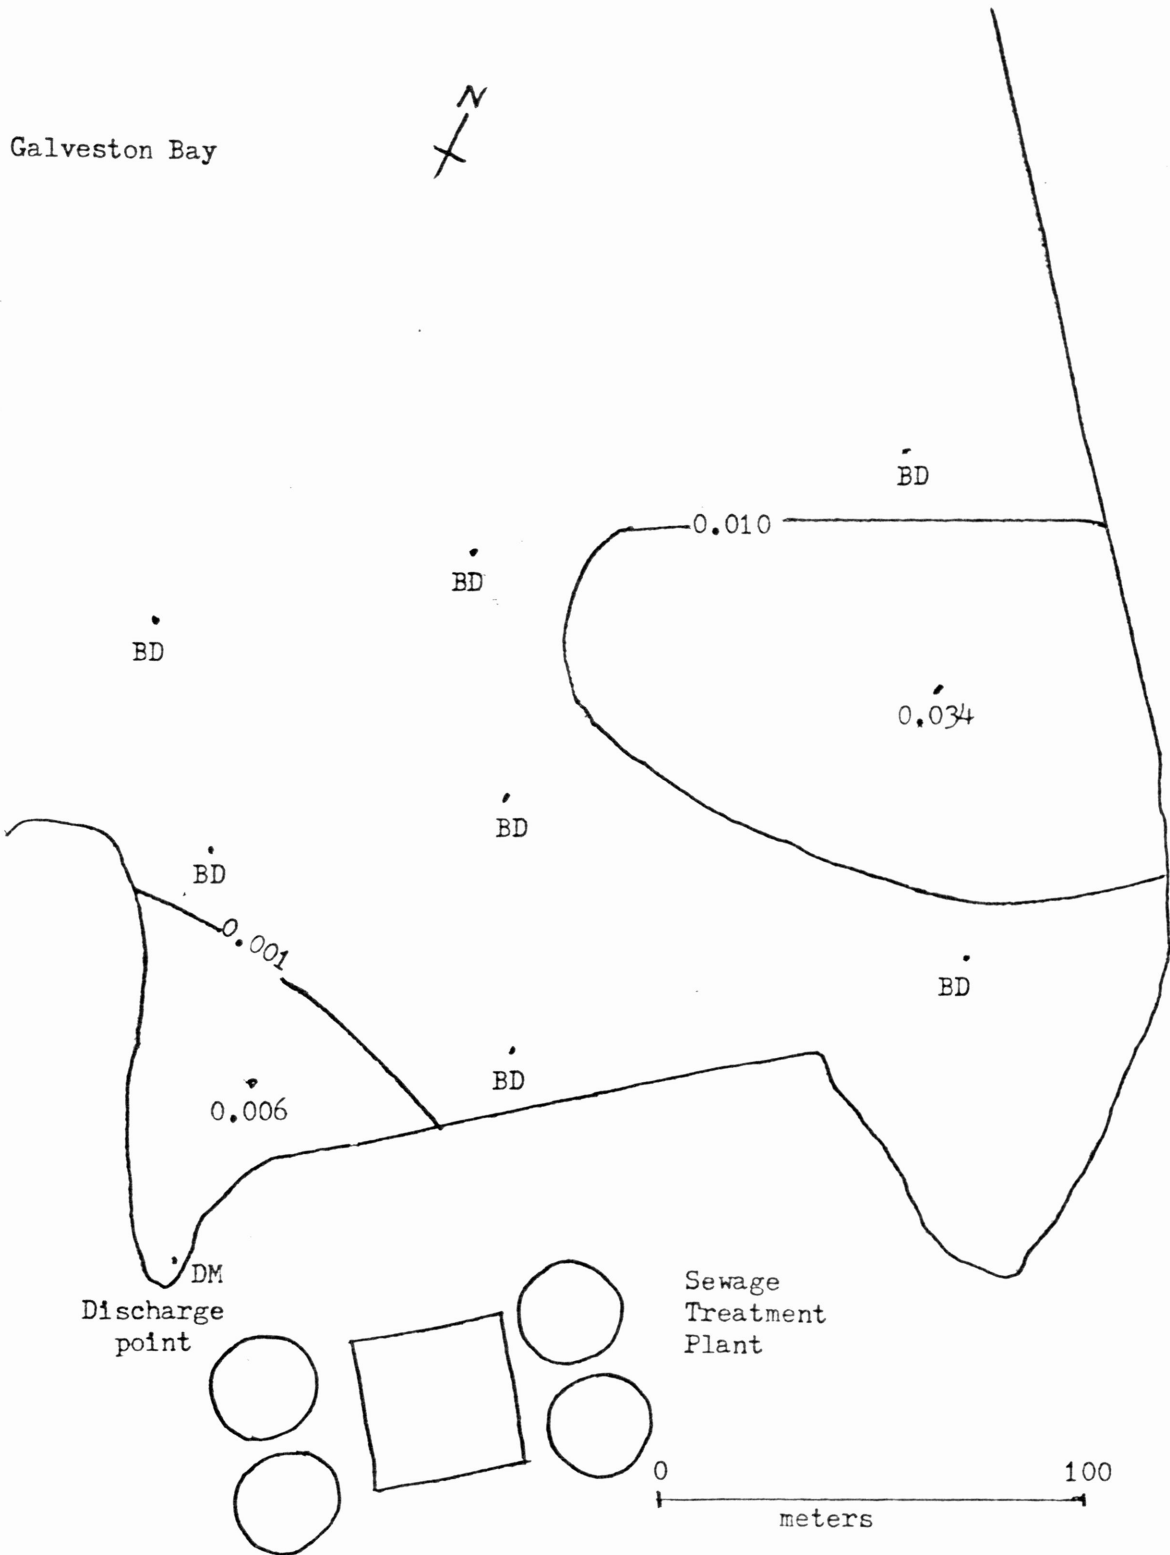 N
Galveston Bay
BD
0.010
BD
BD
0.034
BD
BD
0.001
BD
BD
0.006
DM
Discharge
point
Sewage
Treatment
Plant
0 100
meters